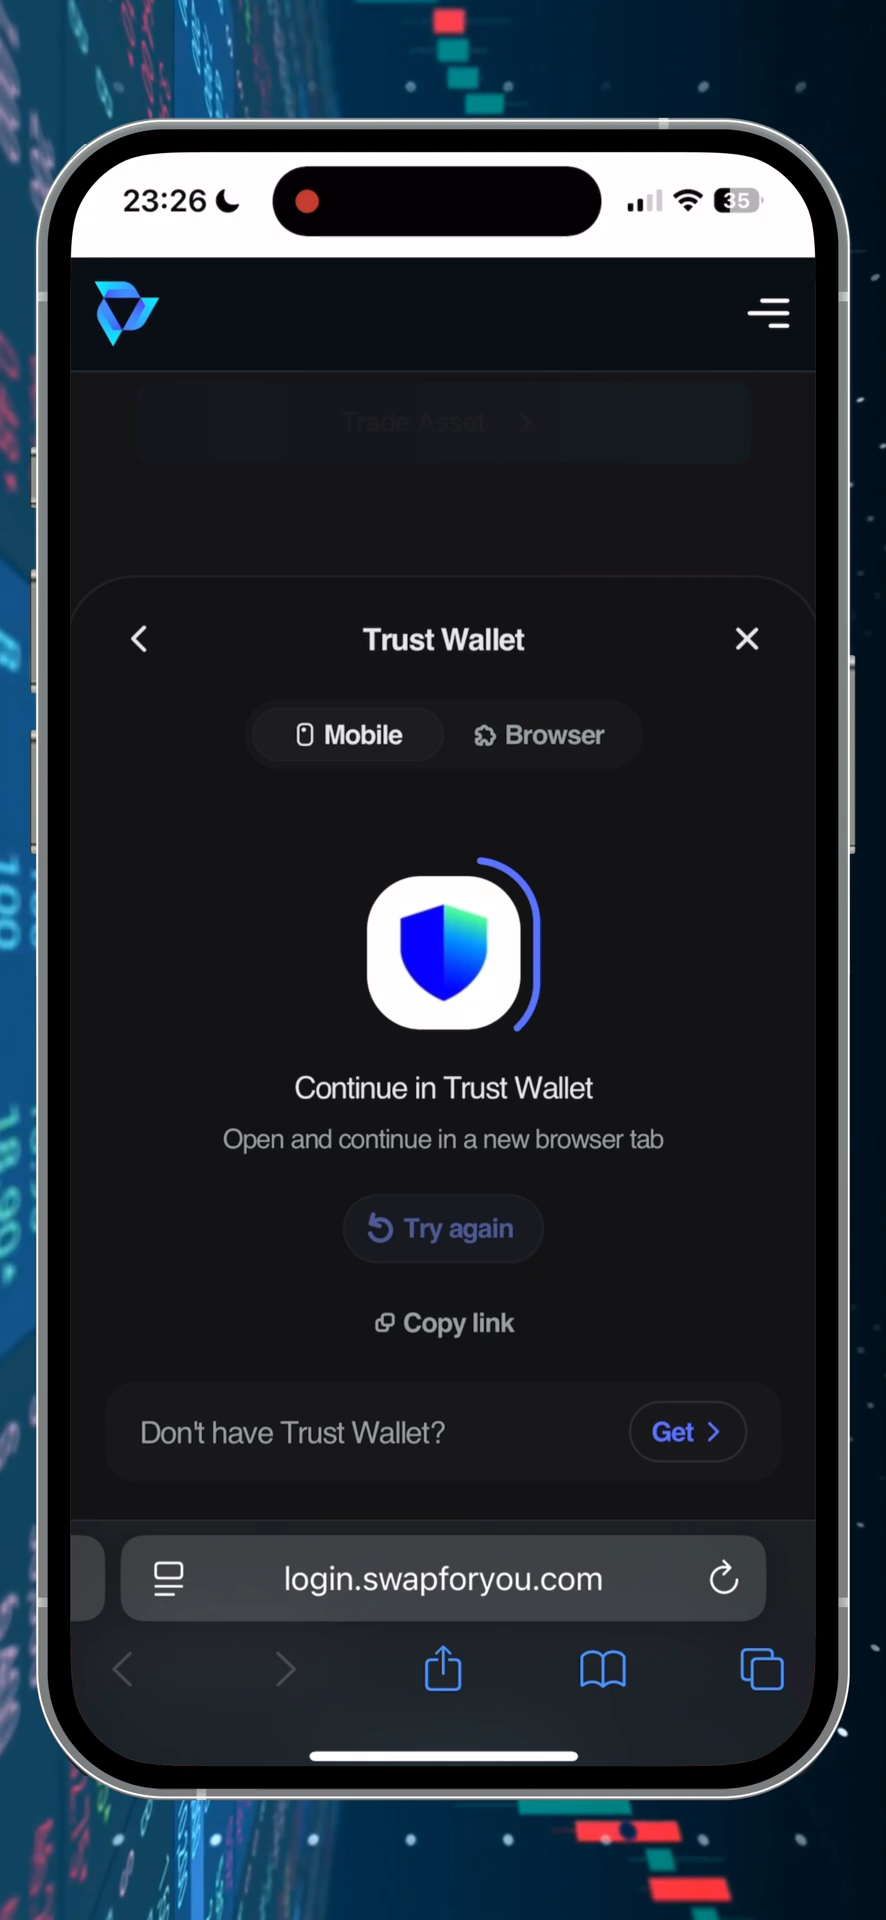 23:26
35
Trade Asset
Trust Wallet
Mobile
Browser
Continue in Trust Wallet
Open and continue in a new browser tab
Try again
Copy link
Don't have Trust Wallet?
Get
login.swapforyou.com